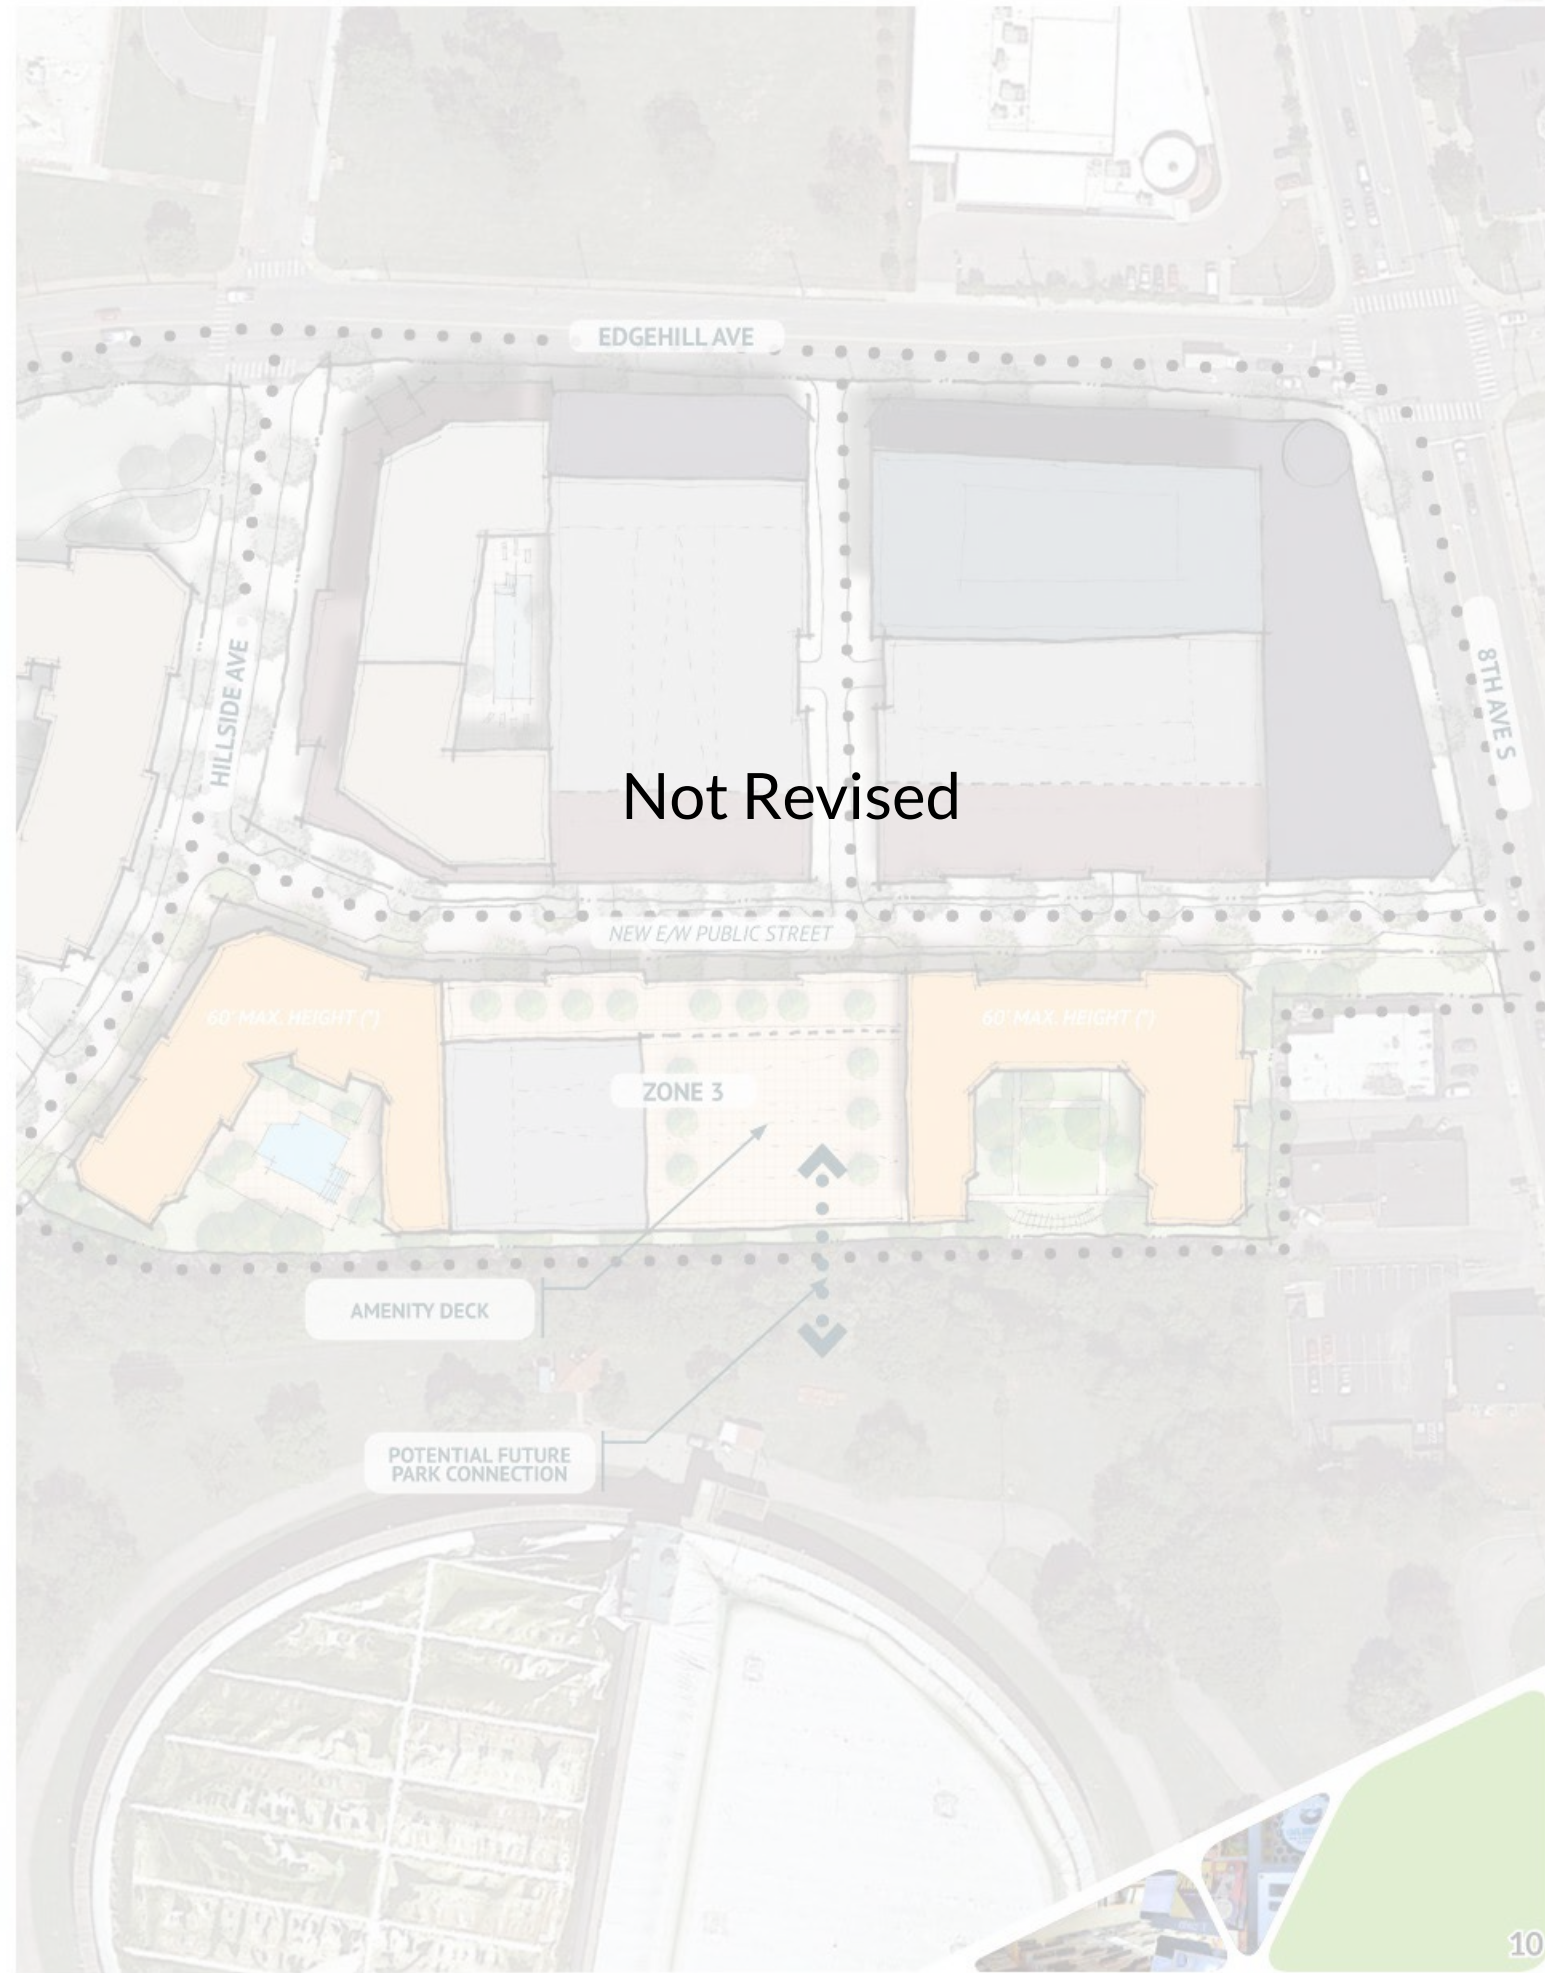 EDGEHILL AVE
HILLSIDE AVE
8TH AVE S
Not Revised
NEW E/W PUBLIC STREET
60' MAX. HEIGHT (*)
60' MAX. HEIGHT (*)
ZONE 3
AMENITY DECK
POTENTIAL FUTURE
PARK CONNECTION
10